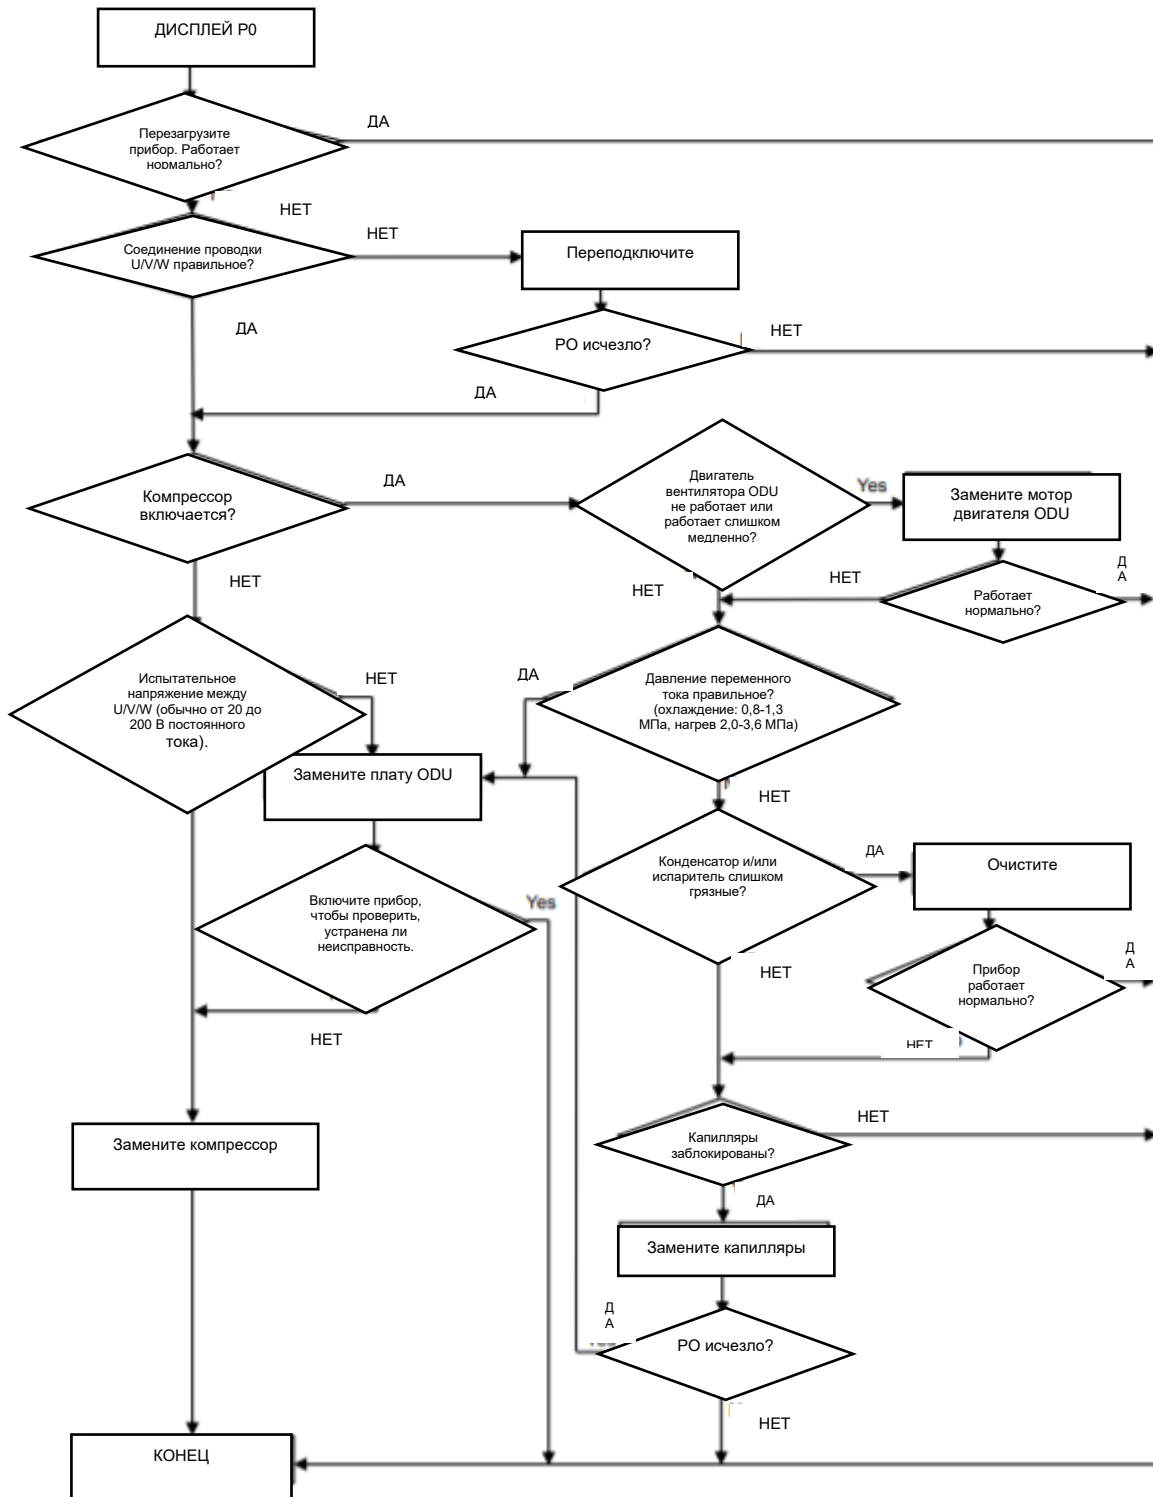 ДИСПЛЕЙ P0
Перезагрузите
прибор. Работает
нормально?
ДА
НЕТ
Соединение проводки
U/V/W правильное?
НЕТ
Переподключите
ДА
РО исчезло?
НЕТ
ДА
Компрессор
включается?
ДА
Двигатель
вентилятора ODU
не работает или
работает слишком
медленно?
Yes
Замените мотор
двигателя ODU
НЕТ
НЕТ
НЕТ
Д
А
Работает
нормально?
Испытательное
напряжение между
U/V/W (обычно от 20 до
200 В постоянного
тока).
НЕТ
ДА
Давление переменного
тока правильное?
(охлаждение: 0,8-1,3
МПа, нагрев 2,0-3,6 МПа)
Замените плату ODU
НЕТ
Конденсатор и/или
испаритель слишком
грязные?
ДА
Очистите
Включите прибор,
чтобы проверить,
устранена ли
неисправность.
Yes
НЕТ
Прибор
работает
нормально?
Д
А
НЕТ
НЕТ
Замените компрессор
Капилляры
заблокированы?
НЕТ
ДА
Замените капилляры
Д
А
РО исчезло?
НЕТ
КОНЕЦ